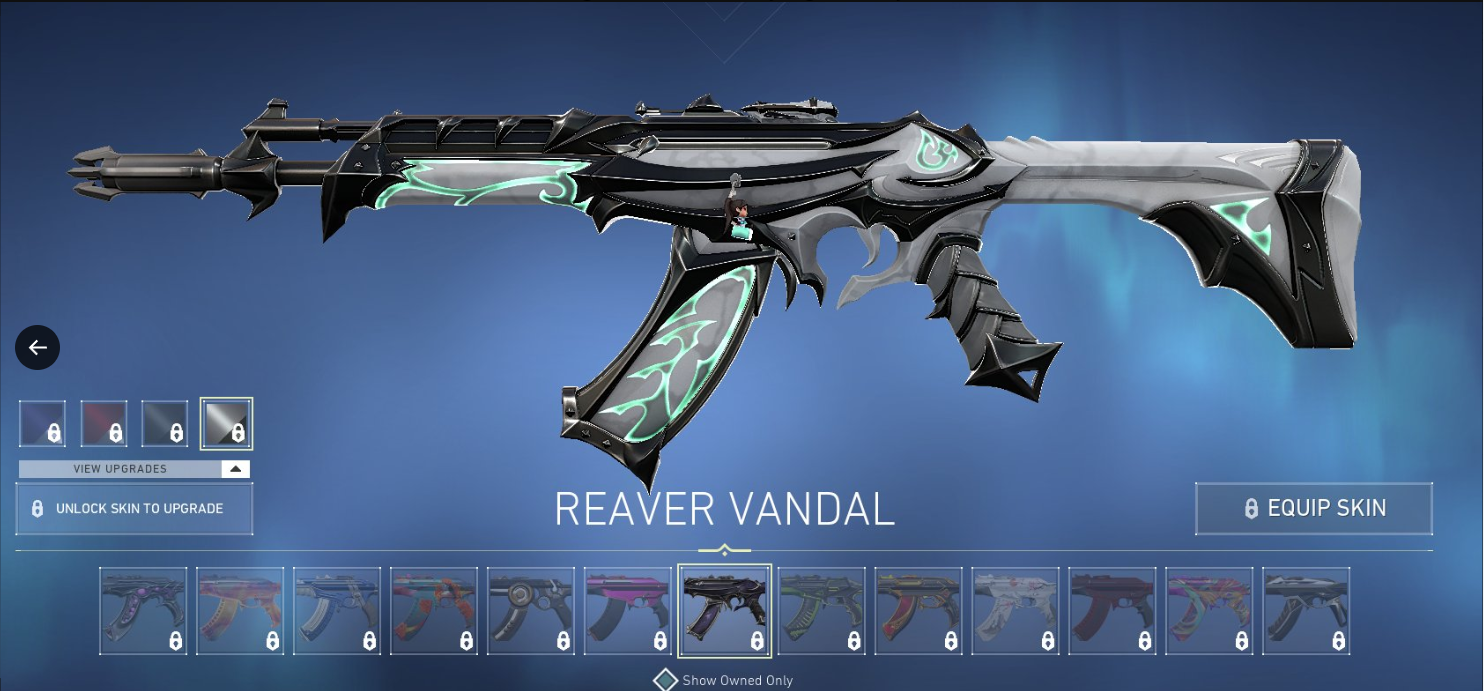 VIEW UPGRADES
UNLOCK SKIN TO UPGRADE
REAVER VANDAL
EQUIP SKIN
Show Owned Only